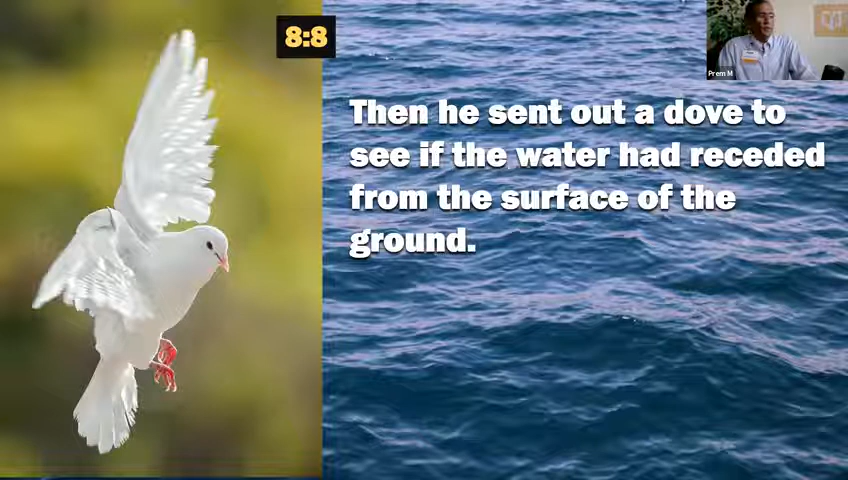 8:8
Prem M
Then he sent out a dove to
see if the water had receded
from the surface of the
ground.